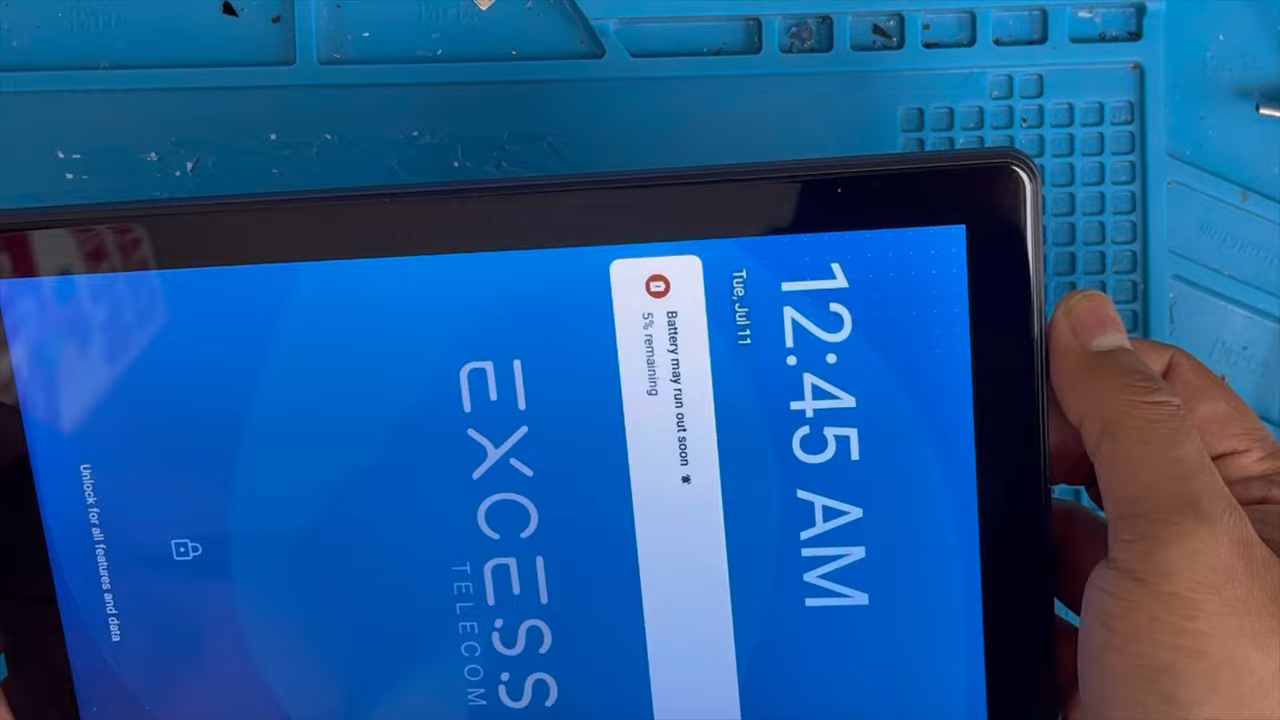 12:45 AM
Tue, Jul 11
Battery may run out soon
5% remaining
EXCESS
TELECOM
Unlock for all features and data